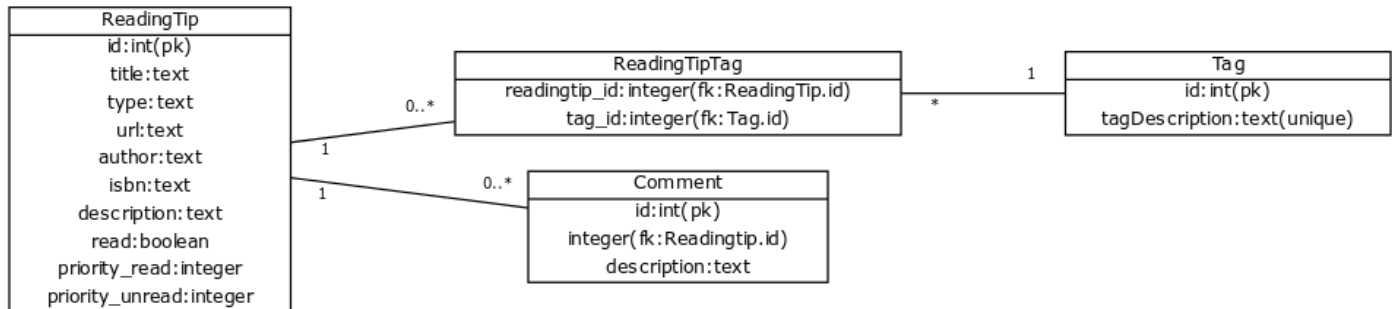 ReadingTip
id:int(pk)
title:text
type:text
url:text
author:text
isbn:text
description:text
read:boolean
priority_read:integer
priority_unread:integer
0..*
1
ReadingTipTag
readingtip_id:integer(fk:ReadingTip.id)
tag_id:integer(fk:Tag.id)
1
*
Tag
id:int(pk)
tagDescription:text(unique)
1
0..*
Comment
id:int(pk)
integer(fk:Readingtip.id)
description:text